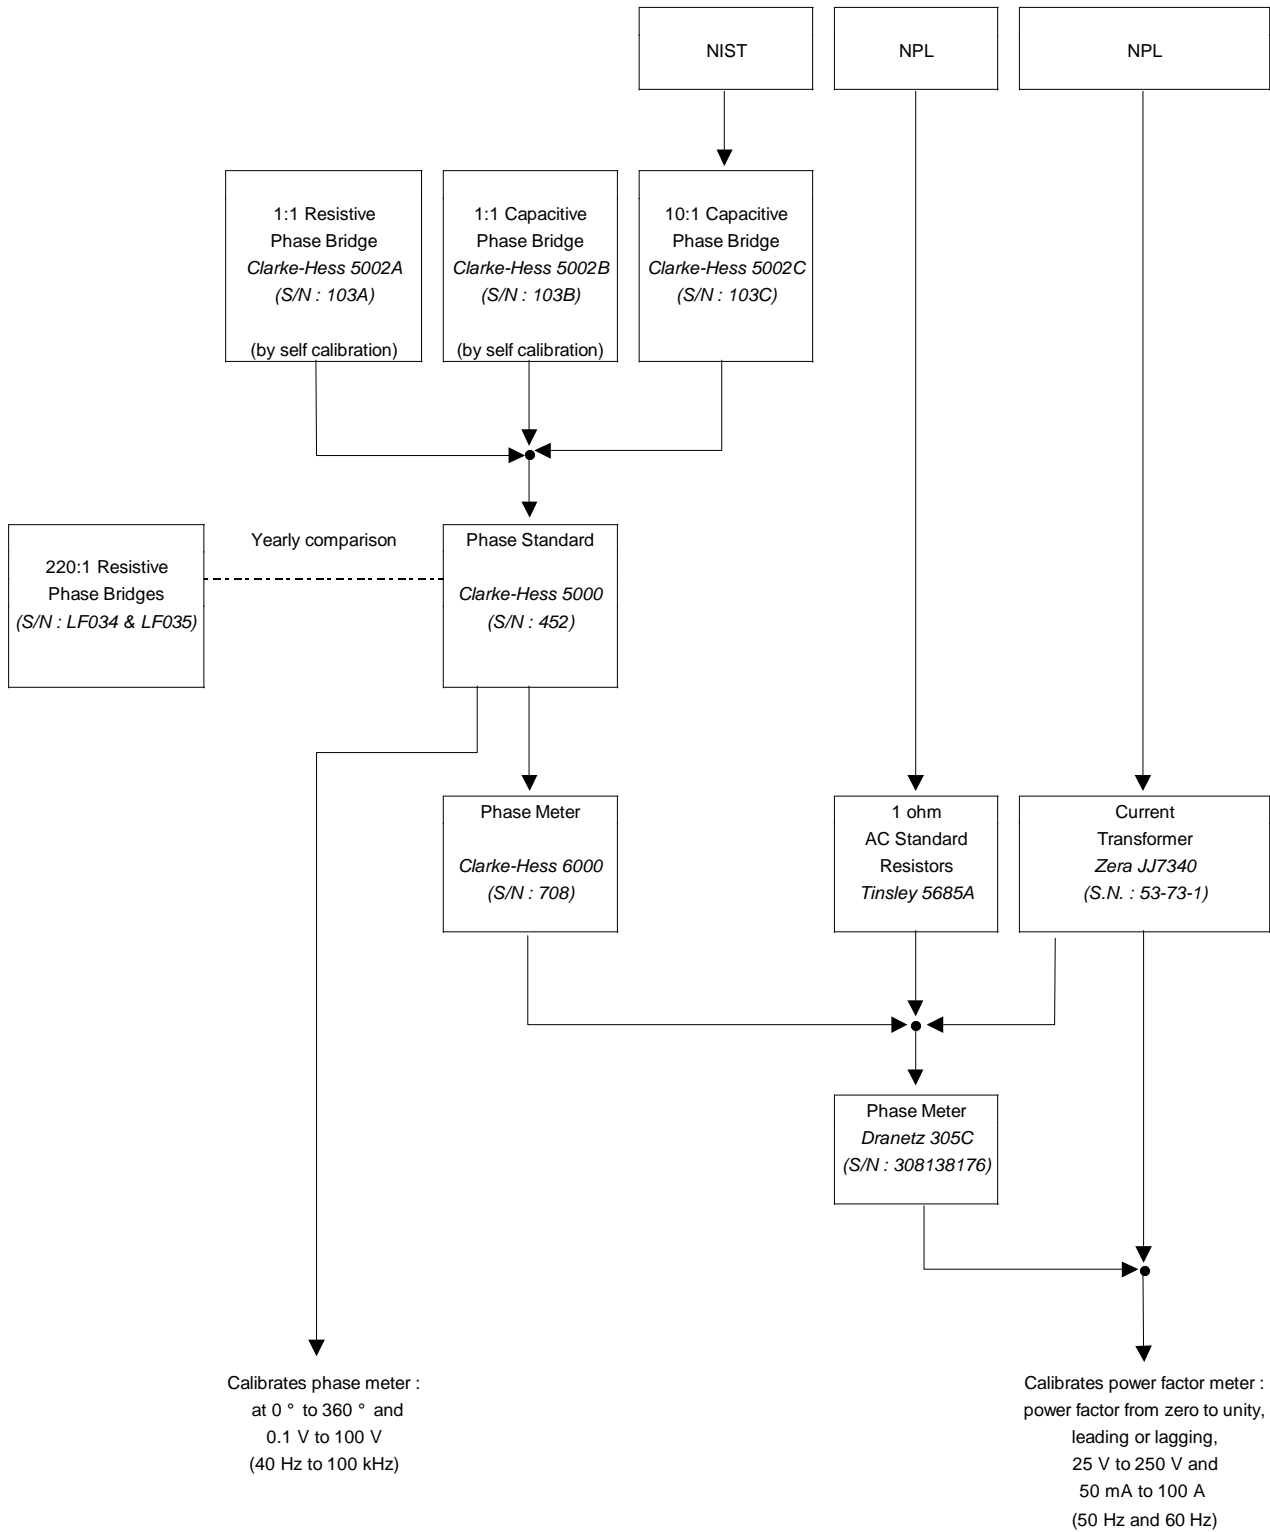 NIST
NPL
NPL
1:1 Resistive
Phase Bridge
Clarke-Hess 5002A
(S/N : 103A)
(by self calibration)
1:1 Capacitive
Phase Bridge
Clarke-Hess 5002B
(S/N : 103B)
(by self calibration)
10:1 Capacitive
Phase Bridge
Clarke-Hess 5002C
(S/N : 103C)
220:1 Resistive
Phase Bridges
(S/N : LF034 & LF035)
Yearly comparison
Phase Standard
Clarke-Hess 5000
(S/N : 452)
Phase Meter
Clarke-Hess 6000
(S/N : 708)
1 ohm
AC Standard
Resistors
Tinsley 5685A
Current
Transformer
Zera JJ7340
(S.N. : 53-73-1)
Phase Meter
Dranetz 305C
(S/N : 308138176)
Calibrates phase meter :
at 0 ° to 360 ° and
0.1 V to 100 V
(40 Hz to 100 kHz)
Calibrates power factor meter :
power factor from zero to unity,
leading or lagging,
25 V to 250 V and
50 mA to 100 A
(50 Hz and 60 Hz)